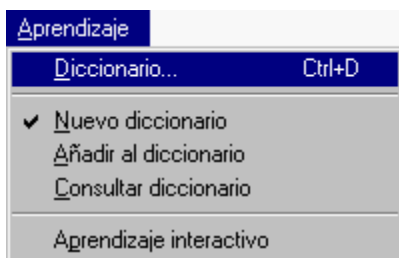 Aprendizaje
Diccionario... Ctrl+D
Nuevo diccionario
Añadir al diccionario
Consultar diccionario
Aprendizaje interactivo